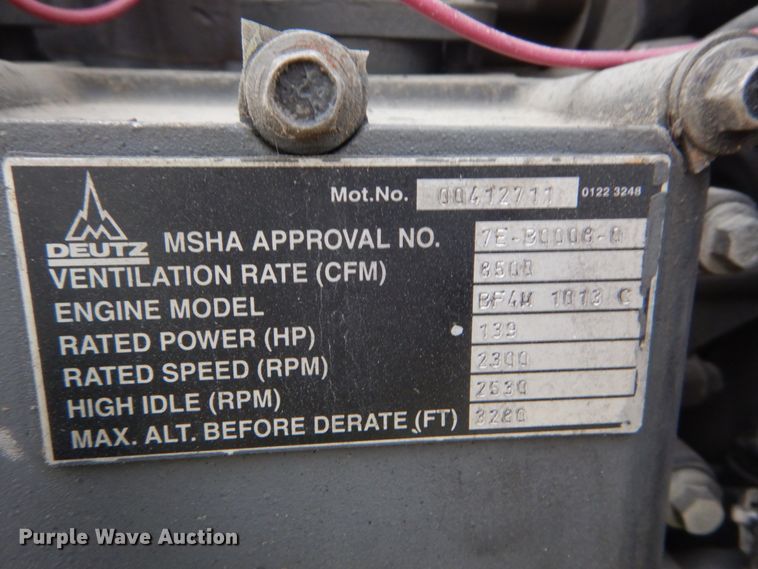 DEUTZ
Mot.No. 00412711 0122 3248
MSHA APPROVAL NO. 7E-B0008-0
VENTILATION RATE (CFM) 8500
ENGINE MODEL BF4M 1013 C
RATED POWER (HP) 139
RATED SPEED (RPM) 2300
HIGH IDLE (RPM) 2530
MAX. ALT. BEFORE DERATE (FT) 3280
Purple Wave Auction